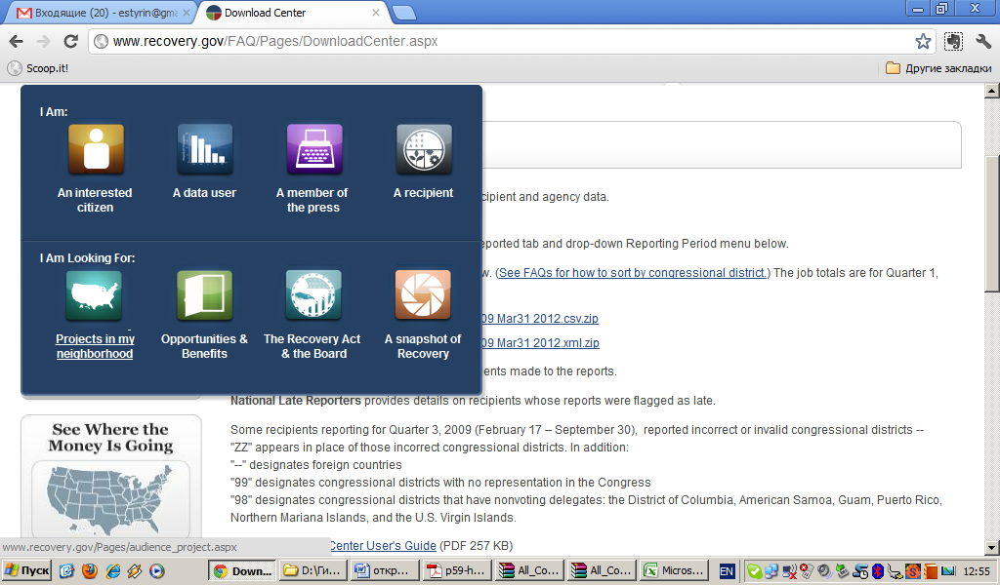 Входящие (20) - estyrin@gma
Download Center
www.recovery.gov/FAQ/Pages/DownloadCenter.aspx
Scoop.it!
Другие закладки
I Am:
An interested citizen
A data user
A member of the press
A recipient
I Am Looking For:
Projects in my neighborhood
Opportunities & Benefits
The Recovery Act & the Board
A snapshot of Recovery
cipient and agency data.
eported tab and drop-down Reporting Period menu below.
w. (See FAQs for how to sort by congressional district.) The job totals are for Quarter 1,
09 Mar31 2012.csv.zip
09 Mar31 2012.xml.zip
ents made to the reports.
National Late Reporters provides details on recipients whose reports were flagged as late.
Some recipients reporting for Quarter 3, 2009 (February 17 – September 30), reported incorrect or invalid congressional districts --
"ZZ" appears in place of those incorrect congressional districts. In addition:
"--" designates foreign countries
"99" designates congressional districts with no representation in the Congress
"98" designates congressional districts that have nonvoting delegates: the District of Columbia, American Samoa, Guam, Puerto Rico,
Northern Mariana Islands, and the U.S. Virgin Islands.
Center User's Guide (PDF 257 KB)
See Where the
Money Is Going
www.recovery.gov/Pages/audience_project.aspx
Пуск
Down...
D:\Ги...
откр...
p59-h...
All_Co...
All_Co...
Micros...
EN
12:55